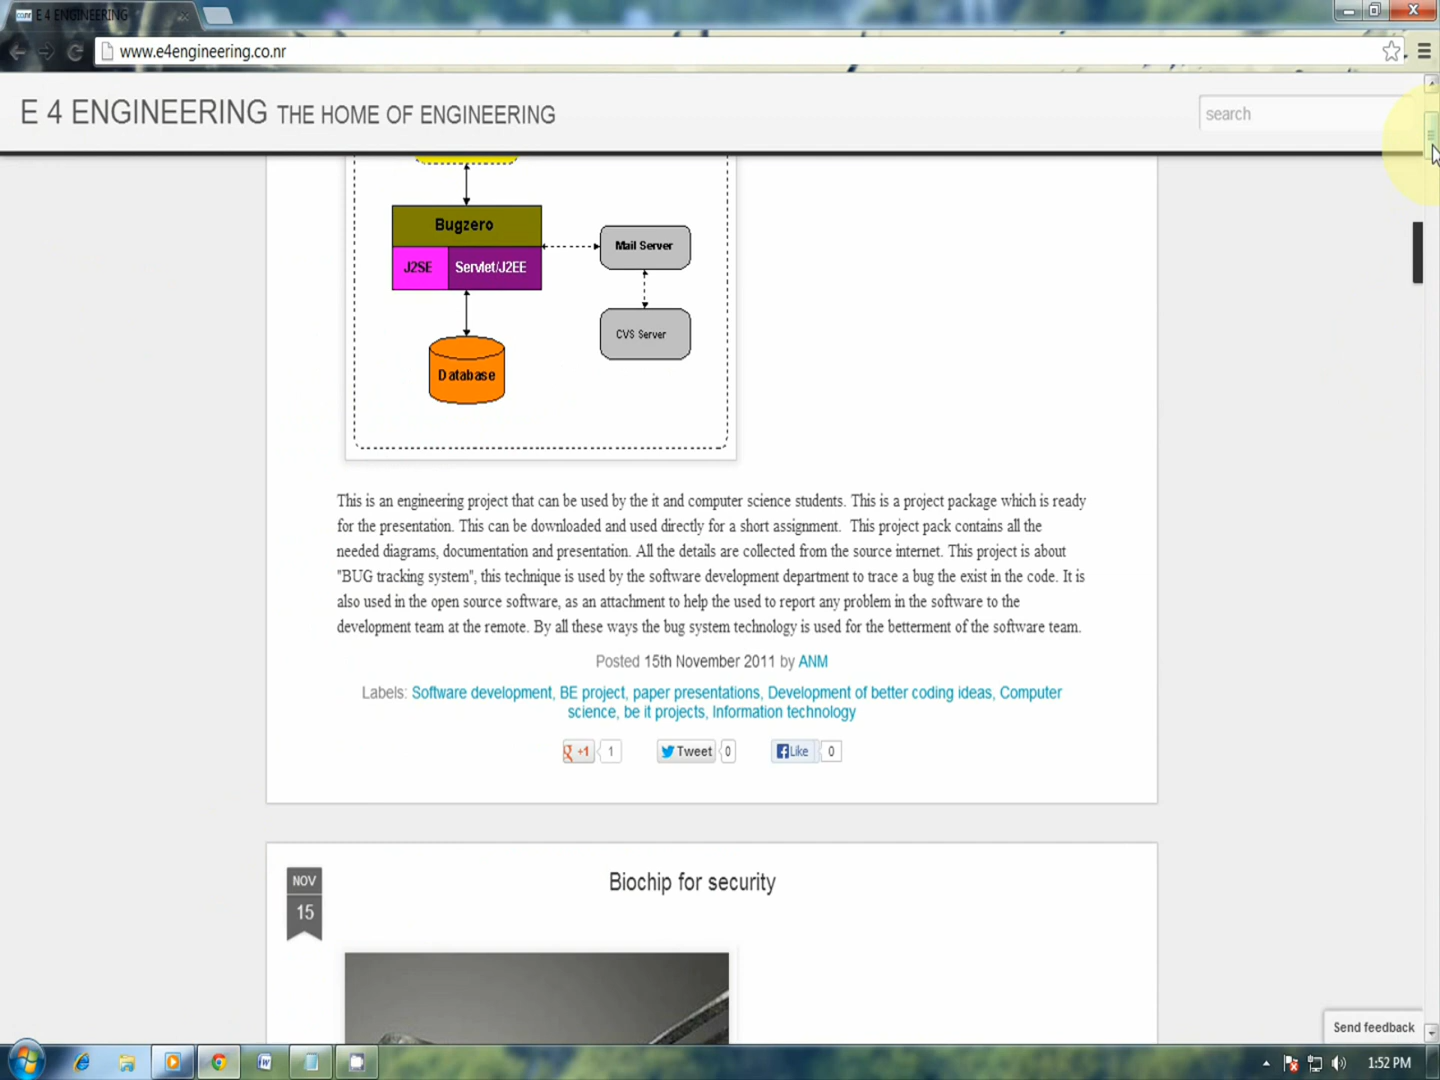 E 4 ENGINEERING
www.e4engineering.co.nr
E 4 ENGINEERING THE HOME OF ENGINEERING
search
Bugzero
J2SE
Servlet/J2EE
Mail Server
CVS Server
Database
This is an engineering project that can be used by the it and computer science students. This is a project package which is ready
for the presentation. This can be downloaded and used directly for a short assignment. This project pack contains all the
needed diagrams, documentation and presentation. All the details are collected from the source internet. This project is about
"BUG tracking system", this technique is used by the software development department to trace a bug the exist in the code. It is
also used in the open source software, as an attachment to help the used to report any problem in the software to the
development team at the remote. By all these ways the bug system technology is used for the betterment of the software team.
Posted 15th November 2011 by ANM
Labels: Software development, BE project, paper presentations, Development of better coding ideas, Computer
science, be it projects, Information technology
+1 1 Tweet 0 Like 0
NOV
15
Biochip for security
Send feedback
1:52 PM